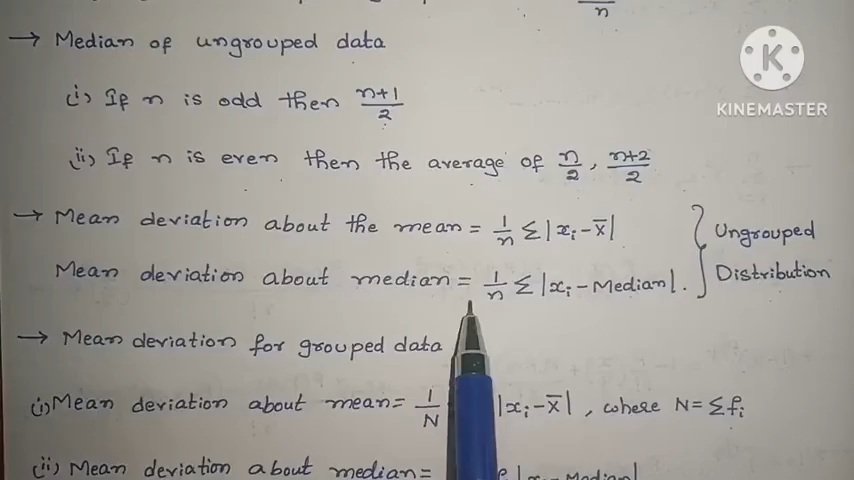 n
→ Median of ungrouped data
(i) If n is odd then n+1/2
(ii) If n is even then the average of n/2, n+2/2
→ Mean deviation about the mean = 1/n Σ|xᵢ-x̄|
Mean deviation about median = 1/n Σ|xᵢ-Median|.
Ungrouped
Distribution
→ Mean deviation for grouped data
(i) Mean deviation about mean = 1/N |xᵢ-x̄|, where N=Σfᵢ
(ii) Mean deviation about median = |xᵢ-Median|
K
KINEMASTER